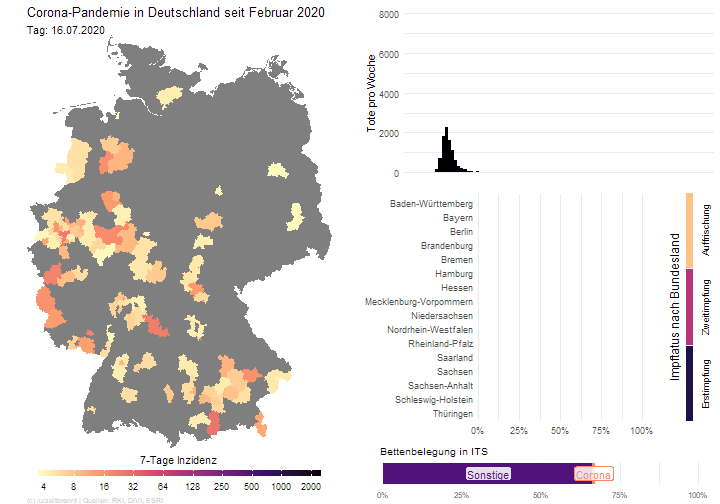 Corona-Pandemie in Deutschland seit Februar 2020
Tag: 16.07.2020
7-Tage Inzidenz
4 8 16 32 64 125 250 500 1000 2000
(c) /u/zeitbrennt | Quellen: RKI, DIVI, ESRI
Tote pro Woche
8000
6000
4000
2000
0
Baden-Württemberg
Bayern
Berlin
Brandenburg
Bremen
Hamburg
Hessen
Mecklenburg-Vorpommern
Niedersachsen
Nordrhein-Westfalen
Rheinland-Pfalz
Saarland
Sachsen
Sachsen-Anhalt
Schleswig-Holstein
Thüringen
0% 25% 50% 75% 100%
Impfstatus nach Bundesland
Auffrischung
Zweitimpfung
Erstimpfung
Bettenbelegung in ITS
Sonstige
Corona
0% 25% 50% 75% 100%